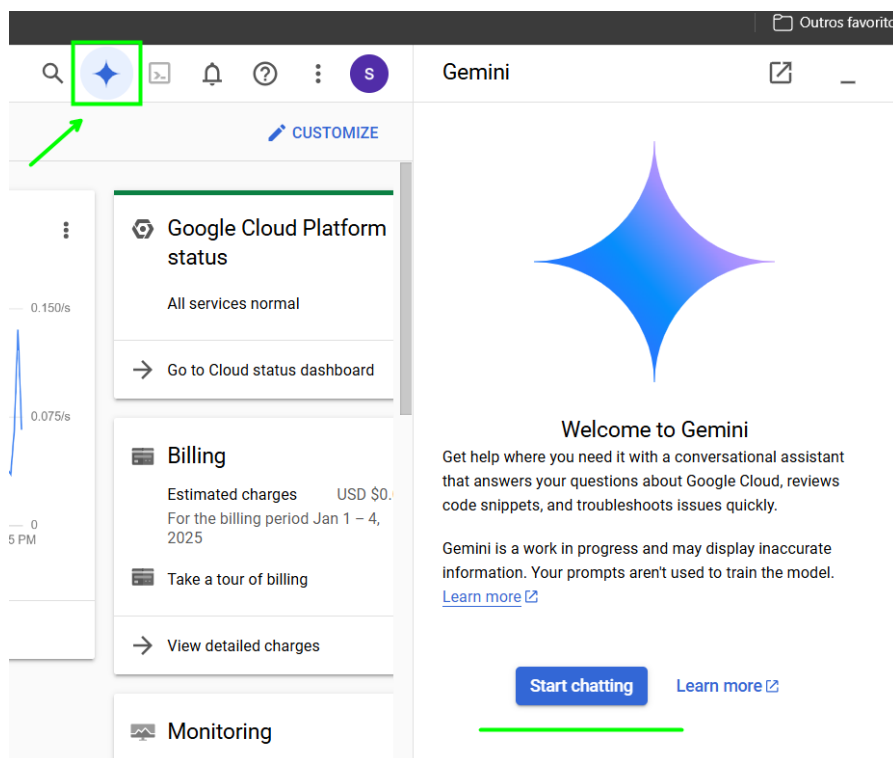 Outros favorito
S
Gemini
CUSTOMIZE
Google Cloud Platform
status
All services normal
Go to Cloud status dashboard
0.150/s
0.075/s
0
5 PM
Billing
Estimated charges USD $0.
For the billing period Jan 1 – 4,
2025
Take a tour of billing
View detailed charges
Monitoring
Welcome to Gemini
Get help where you need it with a conversational assistant
that answers your questions about Google Cloud, reviews
code snippets, and troubleshoots issues quickly.
Gemini is a work in progress and may display inaccurate
information. Your prompts aren't used to train the model.
Learn more
Start chatting
Learn more